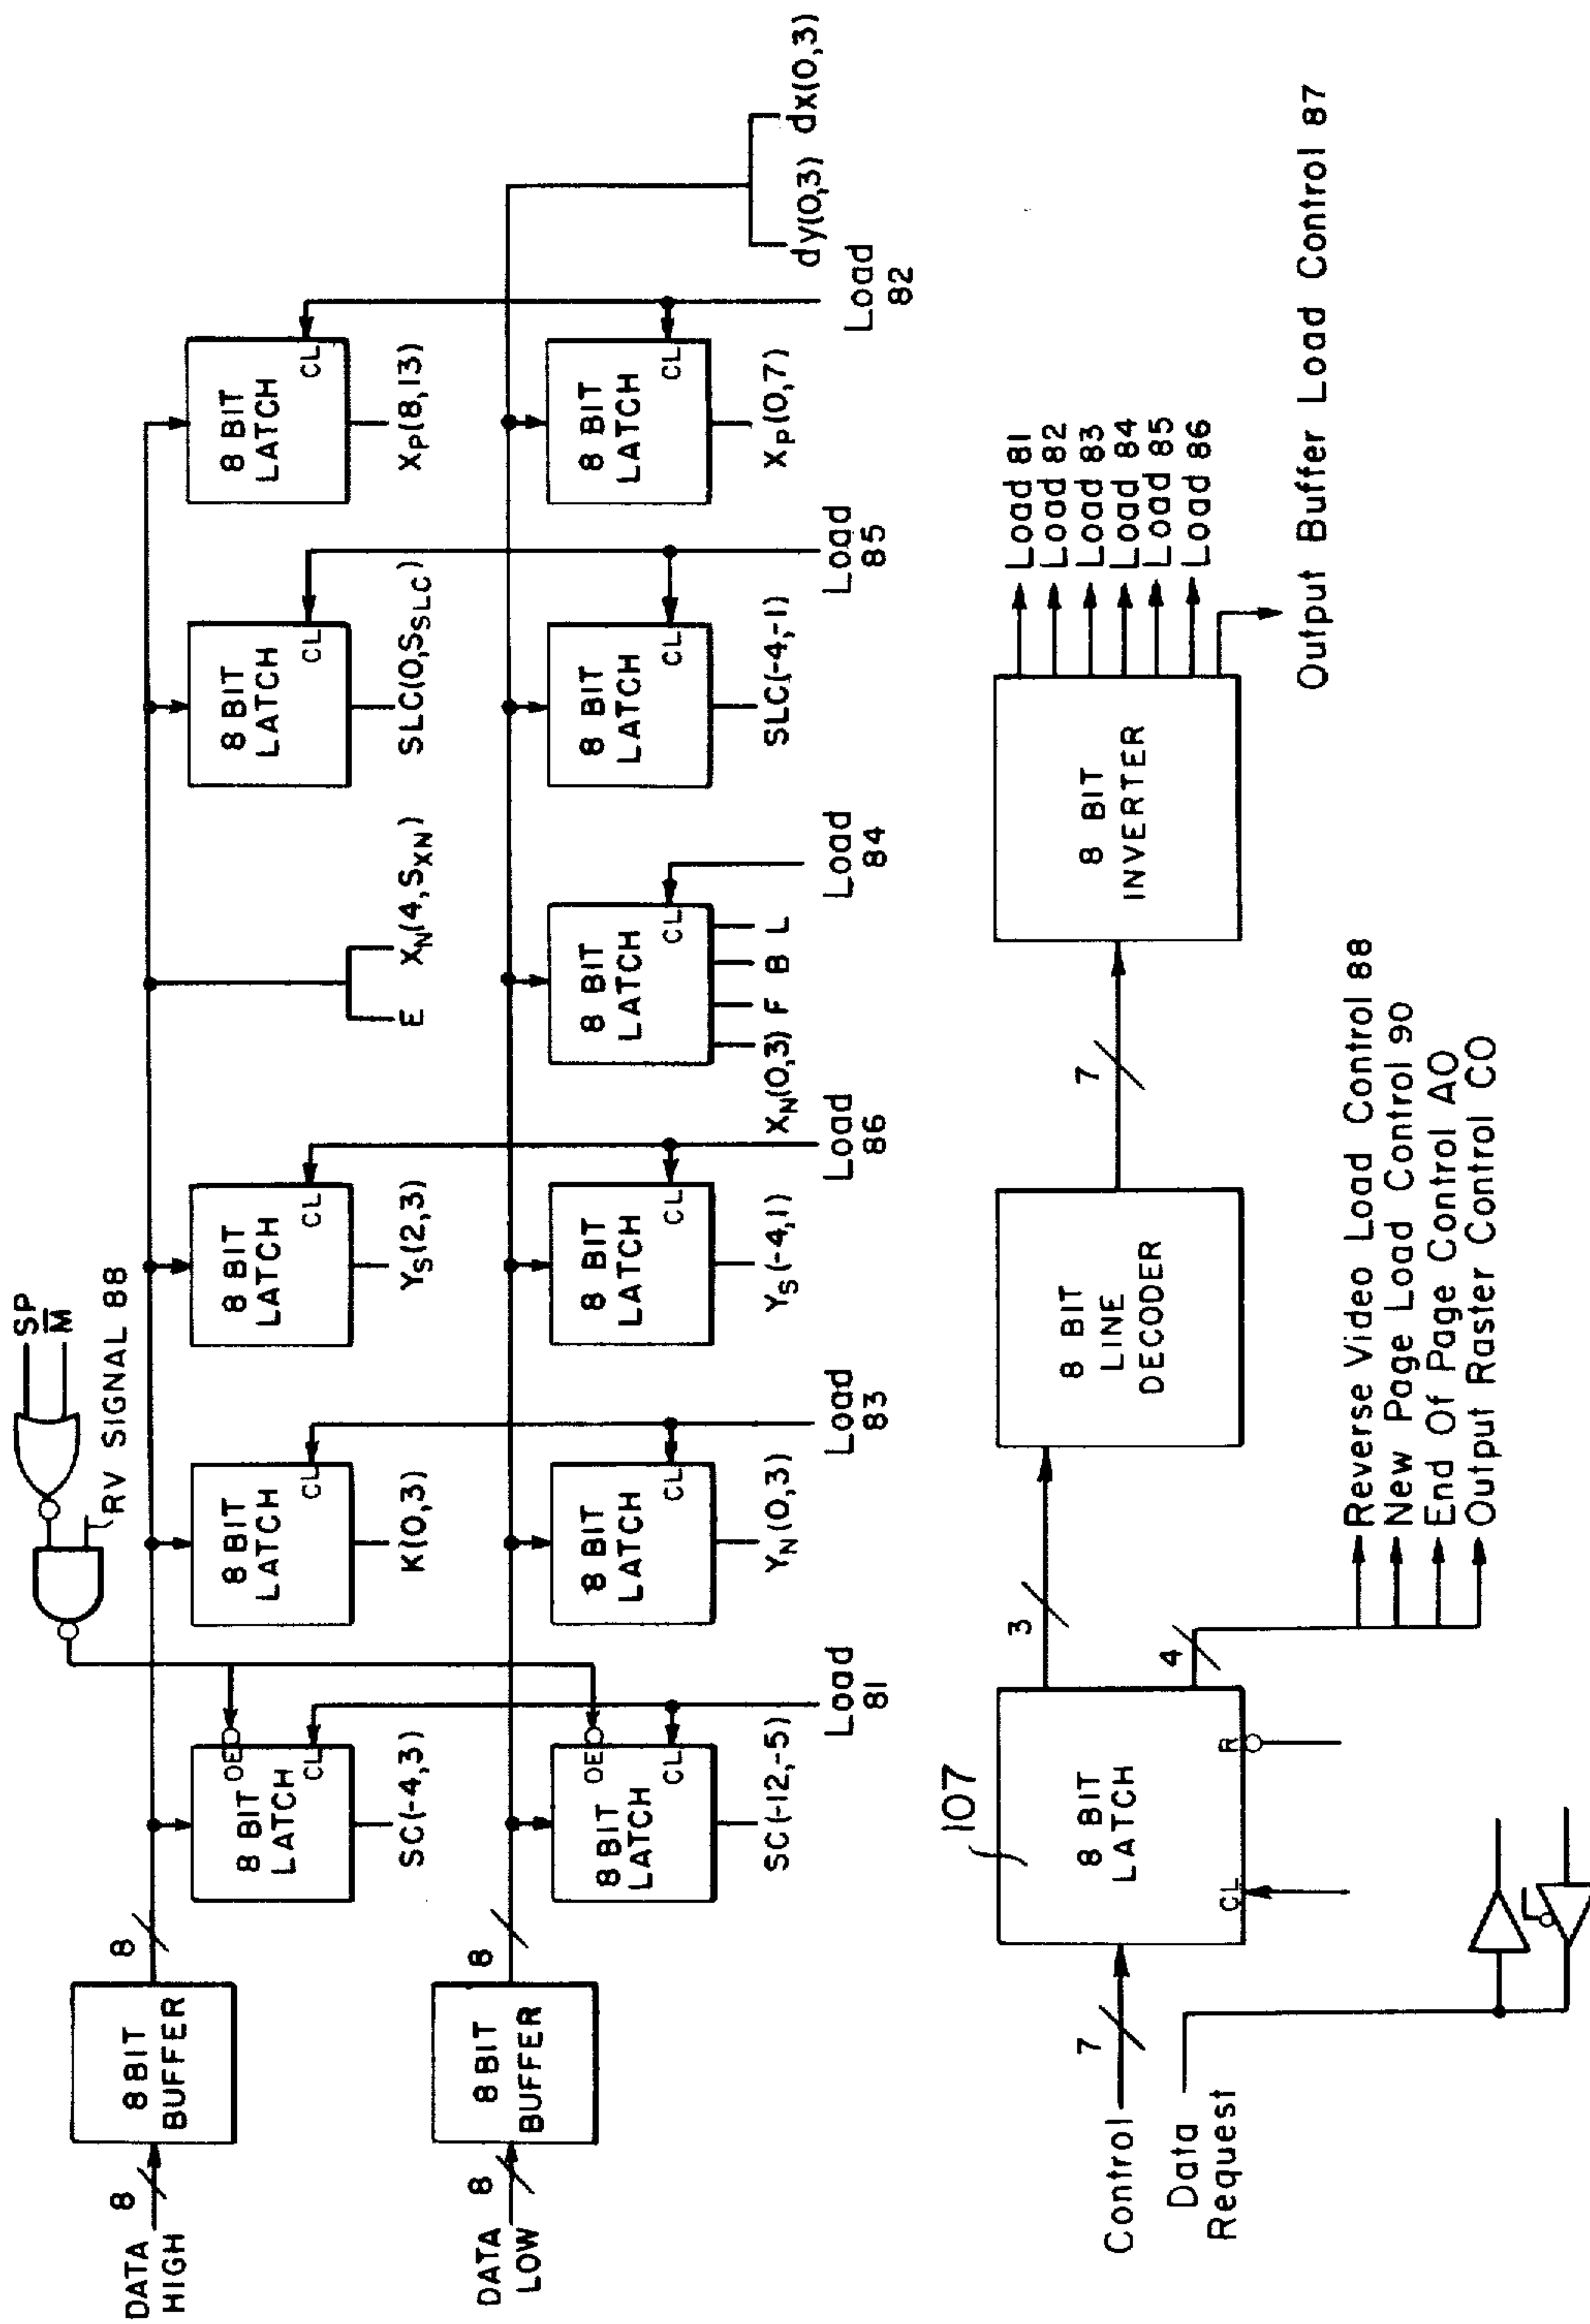 DATA
HIGH
8
8 BIT
BUFFER
8
SP
M
RV SIGNAL 88
8 BIT
LATCH
OE
CL
SC(-4,3)
8 BIT
LATCH
CL
K(0,3)
8 BIT
LATCH
CL
YS(2,3)
E
XN(4,SXN)
8 BIT
LATCH
CL
SLC(0,SSLC)
8 BIT
LATCH
CL
XP(8,13)
DATA
LOW
8
8 BIT
BUFFER
8
8 BIT
LATCH
OE
CL
SC(-12,-5)
Load
81
8 BIT
LATCH
CL
YN(0,3)
Load
83
8 BIT
LATCH
CL
YS(-4,1)
Load
86
8 BIT
LATCH
CL
XN(0,3) F B L
Load
84
8 BIT
LATCH
CL
SLC(-4,-1)
Load
85
8 BIT
LATCH
CL
XP(0,7)
Load
82
dy(0,3) dx(0,3)
Control
7
Data
Request
107
8 BIT
LATCH
CL
R
3
4
8 BIT
LINE
DECODER
7
8 BIT
INVERTER
Load 81
Load 82
Load 83
Load 84
Load 85
Load 86
Output Buffer Load Control 87
Reverse Video Load Control 88
New Page Load Control 90
End Of Page Control AO
Output Raster Control CO